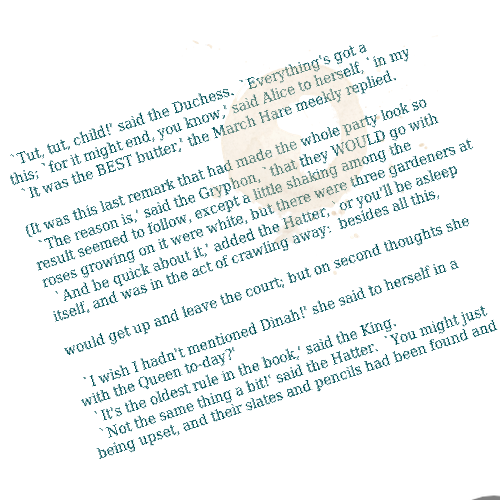 `Tut, tut, child!' said the Duchess. `Everything's got a
this; `for it might end, you know,' said Alice to herself, `in my
`It was the BEST butter,' the March Hare meekly replied.
(It was this last remark that had made the whole party look so
`The reason is,' said the Gryphon, `that they WOULD go with
result seemed to follow, except a little shaking among the
roses growing on it were white, but there were three gardeners at
`And be quick about it,' added the Hatter, `or you'll be asleep
itself, and was in the act of crawling away: besides all this,
would get up and leave the court; but on second thoughts she
`I wish I hadn't mentioned Dinah!' she said to herself in a
with the Queen to-day?'
`It's the oldest rule in the book,' said the King.
`Not the same thing a bit!' said the Hatter. `You might just
being upset, and their slates and pencils had been found and